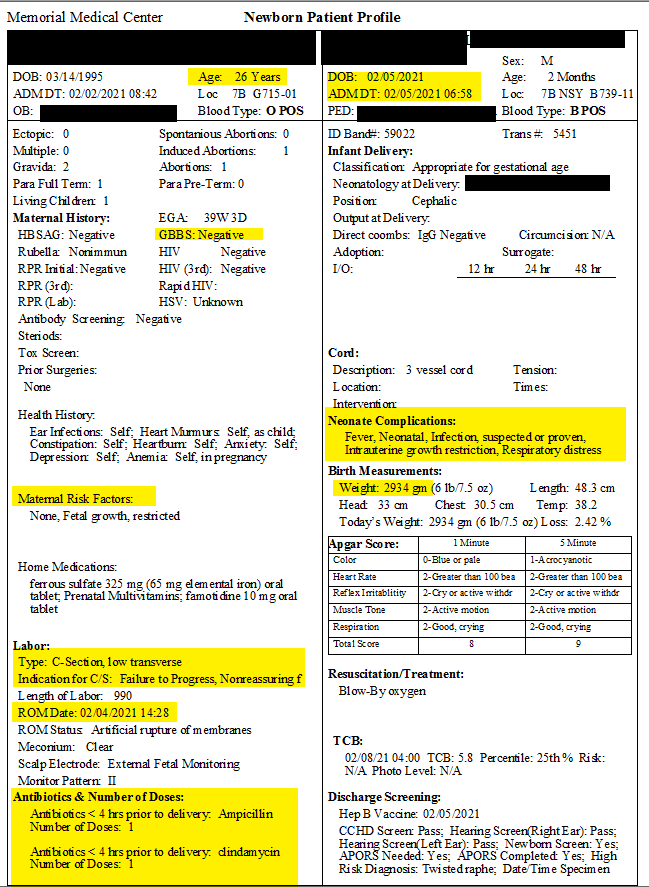 Memorial Medical Center Newborn Patient Profile
DOB: 03/14/1995 Age: 26 Years
ADM DT: 02/02/2021 08:42 Loc 7B G715-01
OB: Blood Type: O POS
Sex: M
DOB: 02/05/2021 Age: 2 Months
ADM DT: 02/05/2021 06:58 Loc: 7B NSY B739-11
PED: Blood Type: B POS
Ectopic: 0 Spontanious Abortions: 0
Multiple: 0 Induced Abortions: 1
Gravida: 2 Abortions: 1
Para Full Term: 1 Para Pre-Term: 0
Living Children: 1
Maternal History: EGA: 39W 3D
HBSAG: Negative GBBS: Negative
Rubella: Nonimmun HIV Negative
RPR Initial: Negative HIV (3rd): Negative
RPR (3rd): Rapid HIV:
RPR (Lab): HSV: Unknown
Antibody Screening: Negative
Steriods:
Tox Screen:
Prior Surgeries:
None
Health History:
Ear Infections: Self; Heart Murmurs: Self, as child;
Constipation: Self; Heartburn: Self; Anxiety: Self;
Depression: Self; Anemia: Self, in pregnancy
Maternal Risk Factors:
None, Fetal growth, restricted
Home Medications:
ferrous sulfate 325 mg (65 mg elemental iron) oral
tablet; Prenatal Multivitamins; famotidine 10 mg oral
tablet
Labor:
Type: C-Section, low transverse
Indication for C/S: Failure to Progress, Nonreassuring f
Length of Labor: 990
ROM Date: 02/04/2021 14:28
ROM Status: Artificial rupture of membranes
Meconium: Clear
Scalp Electrode: External Fetal Monitoring
Monitor Pattern: II
Antibiotics & Number of Doses:
Antibiotics < 4 hrs prior to delivery: Ampicillin
Number of Doses: 1
Antibiotics < 4 hrs prior to delivery: clindamycin
Number of Doses: 1
ID Band#: 59022 Trans #: 5451
Infant Delivery:
Classification: Appropriate for gestational age
Neonatology at Delivery:
Position: Cephalic
Output at Delivery:
Direct coombs: IgG Negative Circumcision: N/A
Adoption: Surrogate:
I/O: 12 hr 24 hr 48 hr
Cord:
Description: 3 vessel cord Tension:
Location: Times:
Intervention:
Neonate Complications:
Fever, Neonatal, Infection, suspected or proven,
Intrauterine growth restriction, Respiratory distress
Birth Measurements:
Weight: 2934 gm (6 lb/7.5 oz) Length: 48.3 cm
Head: 33 cm Chest: 30.5 cm Temp: 38.2
Today's Weight: 2934 gm (6 lb/7.5 oz) Loss: 2.42 %
Apgar Score: 1 Minute 5 Minute
Color 0-Blue or pale 1-Acrocyanotic
Heart Rate 2-Greater than 100 bea 2-Greater than 100 bea
Reflex Irritablitity 2-Cry or active withdr 2-Cry or active withdr
Muscle Tone 2-Active motion 2-Active motion
Respiration 2-Good, crying 2-Good, crying
Total Score 8 9
Resuscitation/Treatment:
Blow-By oxygen
TCB:
02/08/21 04:00 TCB: 5.8 Percentile: 25th % Risk:
N/A Photo Level: N/A
Discharge Screening:
Hep B Vaccine: 02/05/2021
CCHD Screen: Pass; Hearing Screen(Right Ear): Pass;
Hearing Screen(Left Ear): Pass; Newborn Screen: Yes;
APORS Needed: Yes; APORS Completed: Yes; High
Risk Diagnosis: Twisted raphe; Date/Time Specimen